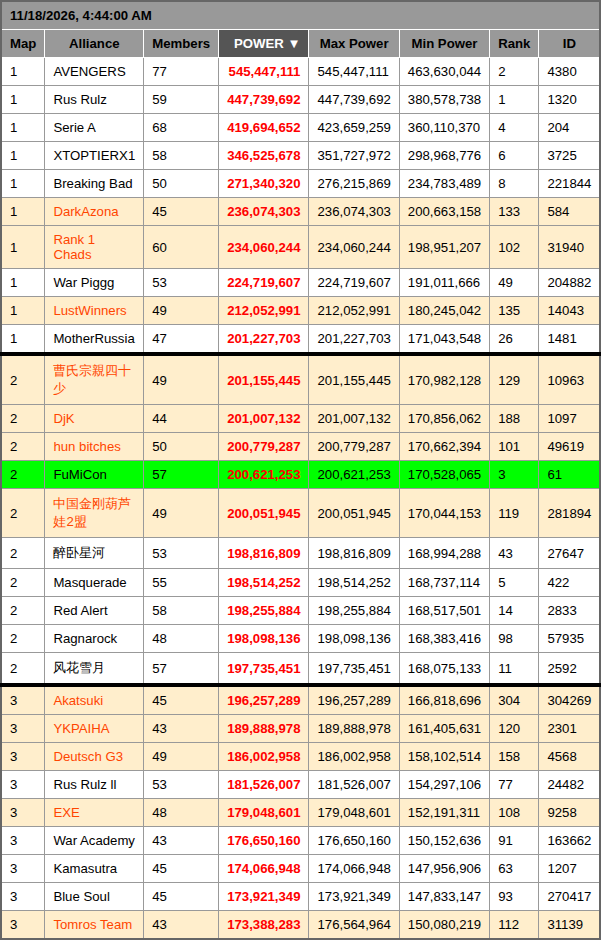 11/18/2026, 4:44:00 AM
Map Alliance Members POWER ▼ Max Power Min Power Rank ID
1 AVENGERS 77 545,447,111 545,447,111 463,630,044 2 4380
1 Rus Rulz 59 447,739,692 447,739,692 380,578,738 1 1320
1 Serie A 68 419,694,652 423,659,259 360,110,370 4 204
1 XTOPTIERX1 58 346,525,678 351,727,972 298,968,776 6 3725
1 Breaking Bad 50 271,340,320 276,215,869 234,783,489 8 221844
1 DarkAzona 45 236,074,303 236,074,303 200,663,158 133 584
1 Rank 1
Chads 60 234,060,244 234,060,244 198,951,207 102 31940
1 War Piggg 53 224,719,607 224,719,607 191,011,666 49 204882
1 LustWinners 49 212,052,991 212,052,991 180,245,042 135 14043
1 MotherRussia 47 201,227,703 201,227,703 171,043,548 26 1481
2 曹氏宗親四十
少 49 201,155,445 201,155,445 170,982,128 129 10963
2 DjK 44 201,007,132 201,007,132 170,856,062 188 1097
2 hun bitches 50 200,779,287 200,779,287 170,662,394 101 49619
2 FuMiCon 57 200,621,253 200,621,253 170,528,065 3 61
2 中国金刚葫芦
娃2盟 49 200,051,945 200,051,945 170,044,153 119 281894
2 醉卧星河 53 198,816,809 198,816,809 168,994,288 43 27647
2 Masquerade 55 198,514,252 198,514,252 168,737,114 5 422
2 Red Alert 58 198,255,884 198,255,884 168,517,501 14 2833
2 Ragnarock 48 198,098,136 198,098,136 168,383,416 98 57935
2 风花雪月 57 197,735,451 197,735,451 168,075,133 11 2592
3 Akatsuki 45 196,257,289 196,257,289 166,818,696 304 304269
3 YKPAIHA 43 189,888,978 189,888,978 161,405,631 120 2301
3 Deutsch G3 49 186,002,958 186,002,958 158,102,514 158 4568
3 Rus Rulz ll 53 181,526,007 181,526,007 154,297,106 77 24482
3 EXE 48 179,048,601 179,048,601 152,191,311 108 9258
3 War Academy 43 176,650,160 176,650,160 150,152,636 91 163662
3 Kamasutra 45 174,066,948 174,066,948 147,956,906 63 1207
3 Blue Soul 45 173,921,349 173,921,349 147,833,147 93 270417
3 Tomros Team 43 173,388,283 176,564,964 150,080,219 112 31139